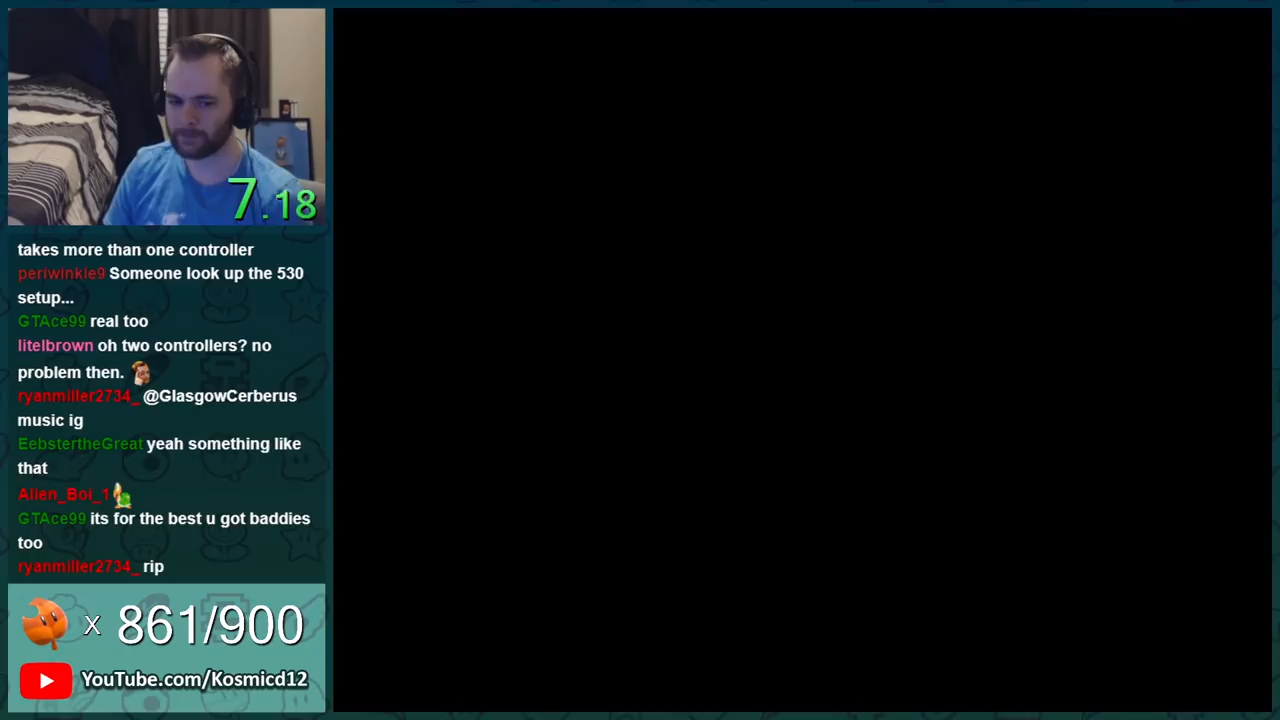 7.18
takes more than one controller
periwinkle9 Someone look up the 530
setup...
GTAce99 real too
litelbrown oh two controllers? no
problem then.
ryanmiller2734_ @GlasgowCerberus
music ig
EebstertheGreat yeah something like
that
Alien_Boi_1
GTAce99 its for the best u got baddies
too
ryanmiller2734_ rip
x 861/900
YouTube.com/Kosmicd12